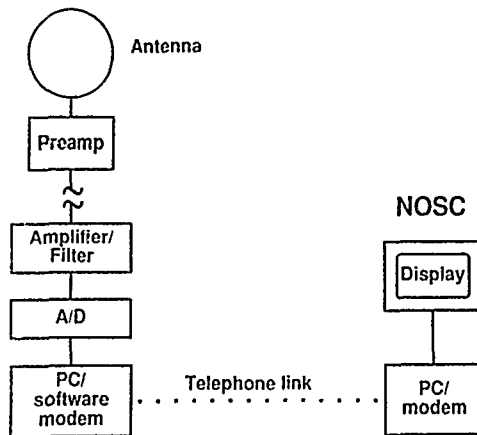 Antenna
Preamp
NOSC
Amplifier/
Filter
Display
A/D
PC/
software
modem
Telephone link
PC/
modem